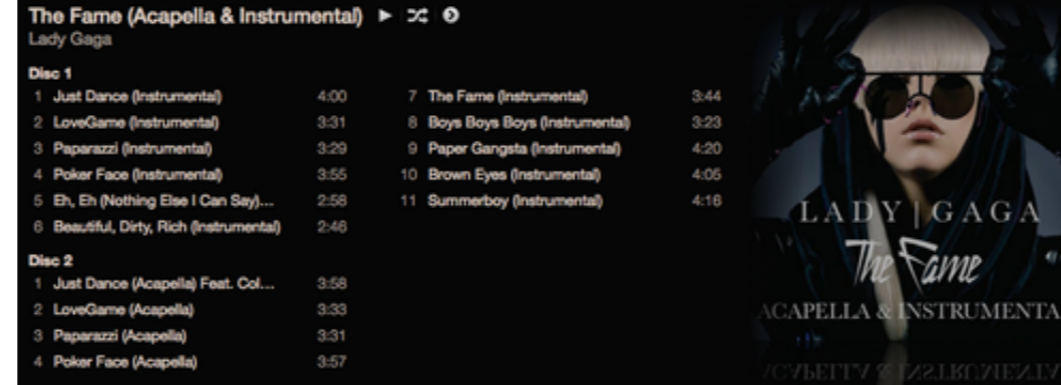 The Fame (Acapella & Instrumental)
Lady Gaga
Disc 1
1 Just Dance (Instrumental) 4:00
2 LoveGame (Instrumental) 3:31
3 Paparazzi (Instrumental) 3:29
4 Poker Face (Instrumental) 3:55
5 Eh, Eh (Nothing Else I Can Say)... 2:58
6 Beautiful, Dirty, Rich (Instrumental) 2:46
7 The Fame (Instrumental) 3:44
8 Boys Boys Boys (Instrumental) 3:23
9 Paper Gangsta (Instrumental) 4:20
10 Brown Eyes (Instrumental) 4:05
11 Summerboy (Instrumental) 4:16
Disc 2
1 Just Dance (Acapella) Feat. Col... 3:58
2 LoveGame (Acapella) 3:33
3 Paparazzi (Acapella) 3:31
4 Poker Face (Acapella) 3:57
LADY | GAGA
The Fame
ACAPELLA & INSTRUMENTA